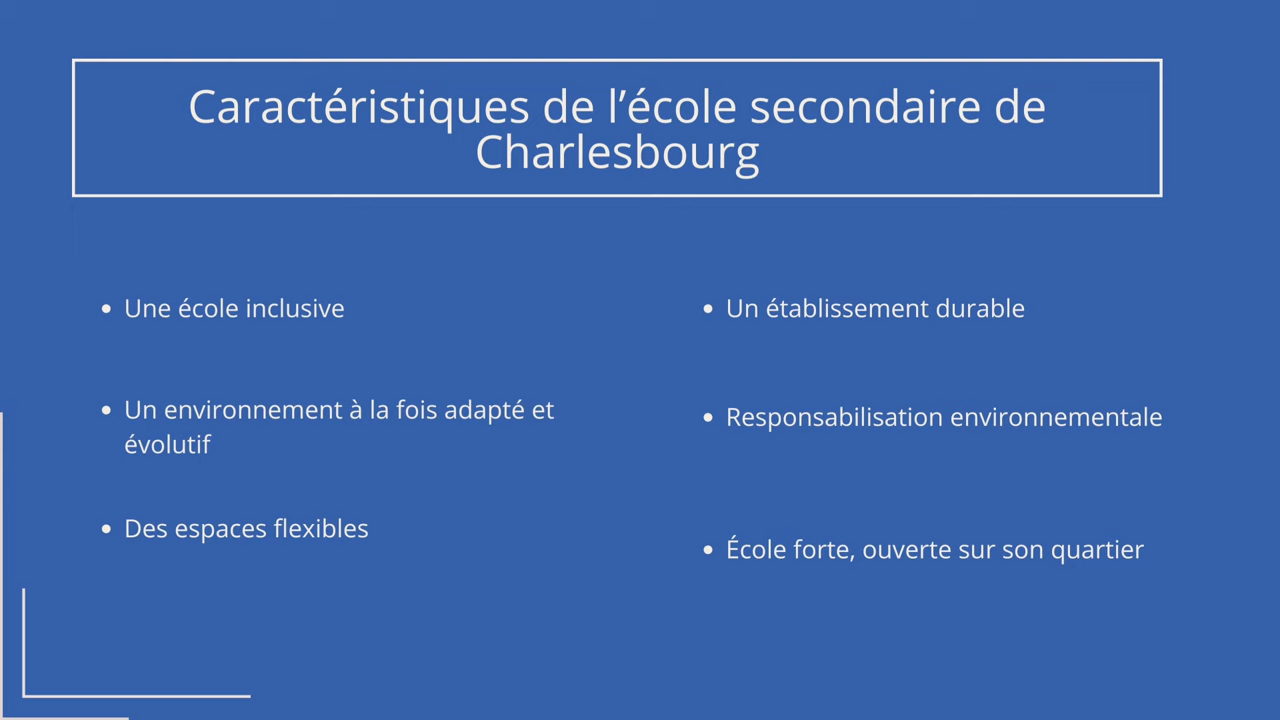 Caractéristiques de l’école secondaire de
Charlesbourg
• Une école inclusive
• Un environnement à la fois adapté et
évolutif
• Des espaces flexibles
• Un établissement durable
• Responsabilisation environnementale
• École forte, ouverte sur son quartier